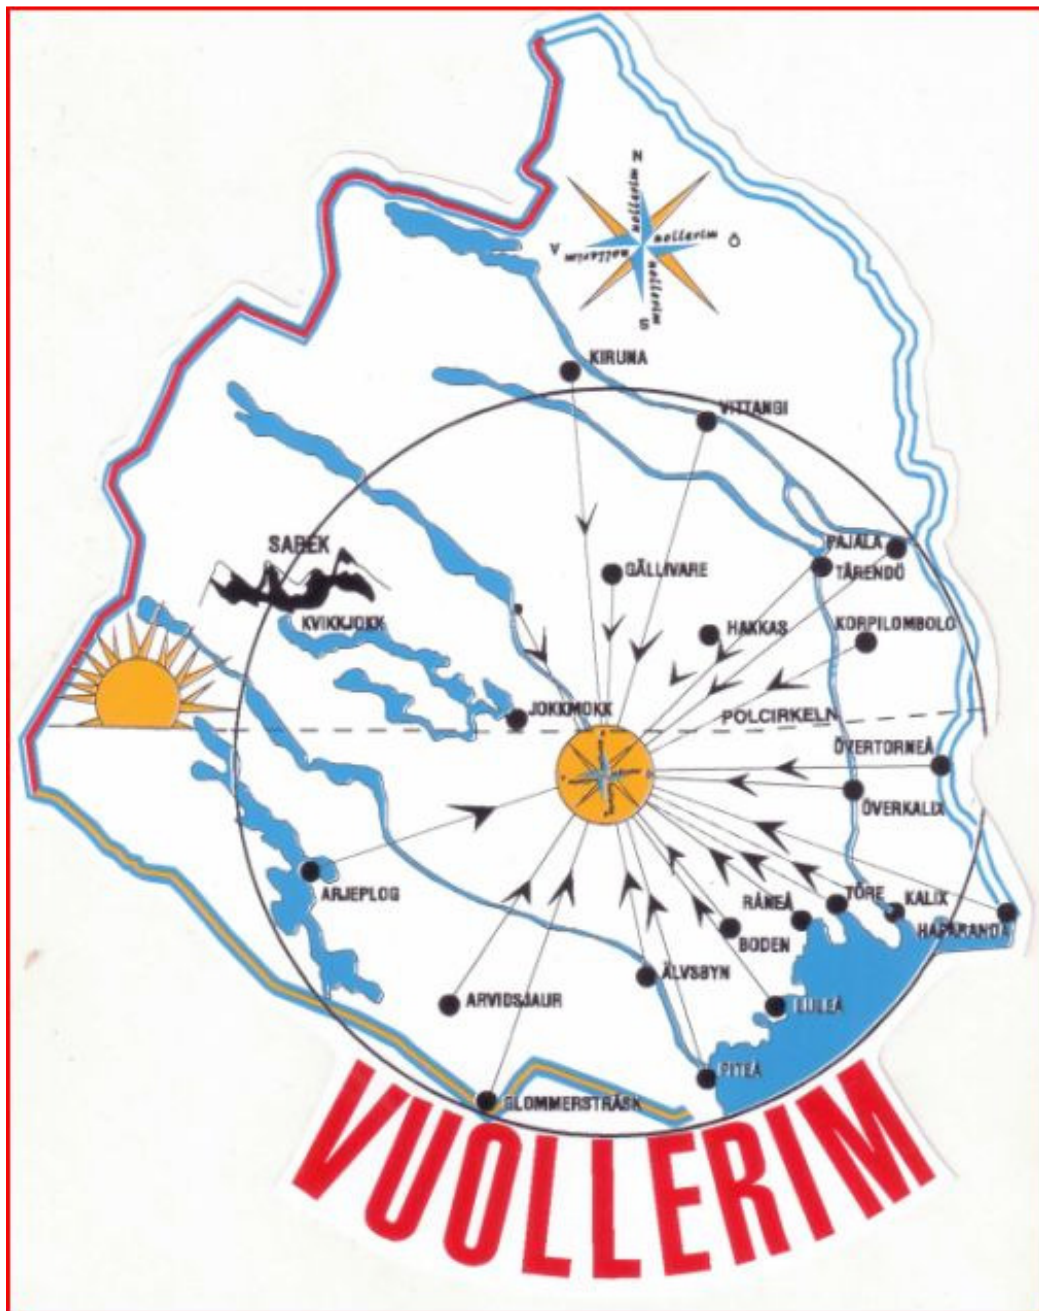 N
vuollerim
vuollerim
V
vuollerim
Ö
vuollerim
S
KIRUNA
VITTANGI
SAREK
PAJALA
GÄLLIVARE
TÄRENDÖ
KVIKKJOKK
HAKKAS
KORPILOMBOLO
JOKKMOKK
POLCIRKELN
ÖVERTORNEÅ
ÖVERKALIX
ARJEPLOG
RÅNEÅ
TÖRE
KALIX
HAPARANDA
BODEN
ÄLVSBYN
ARVIDSJAUR
LULEÅ
PITEÅ
GLOMMERSTRÄSK
VUOLLERIM